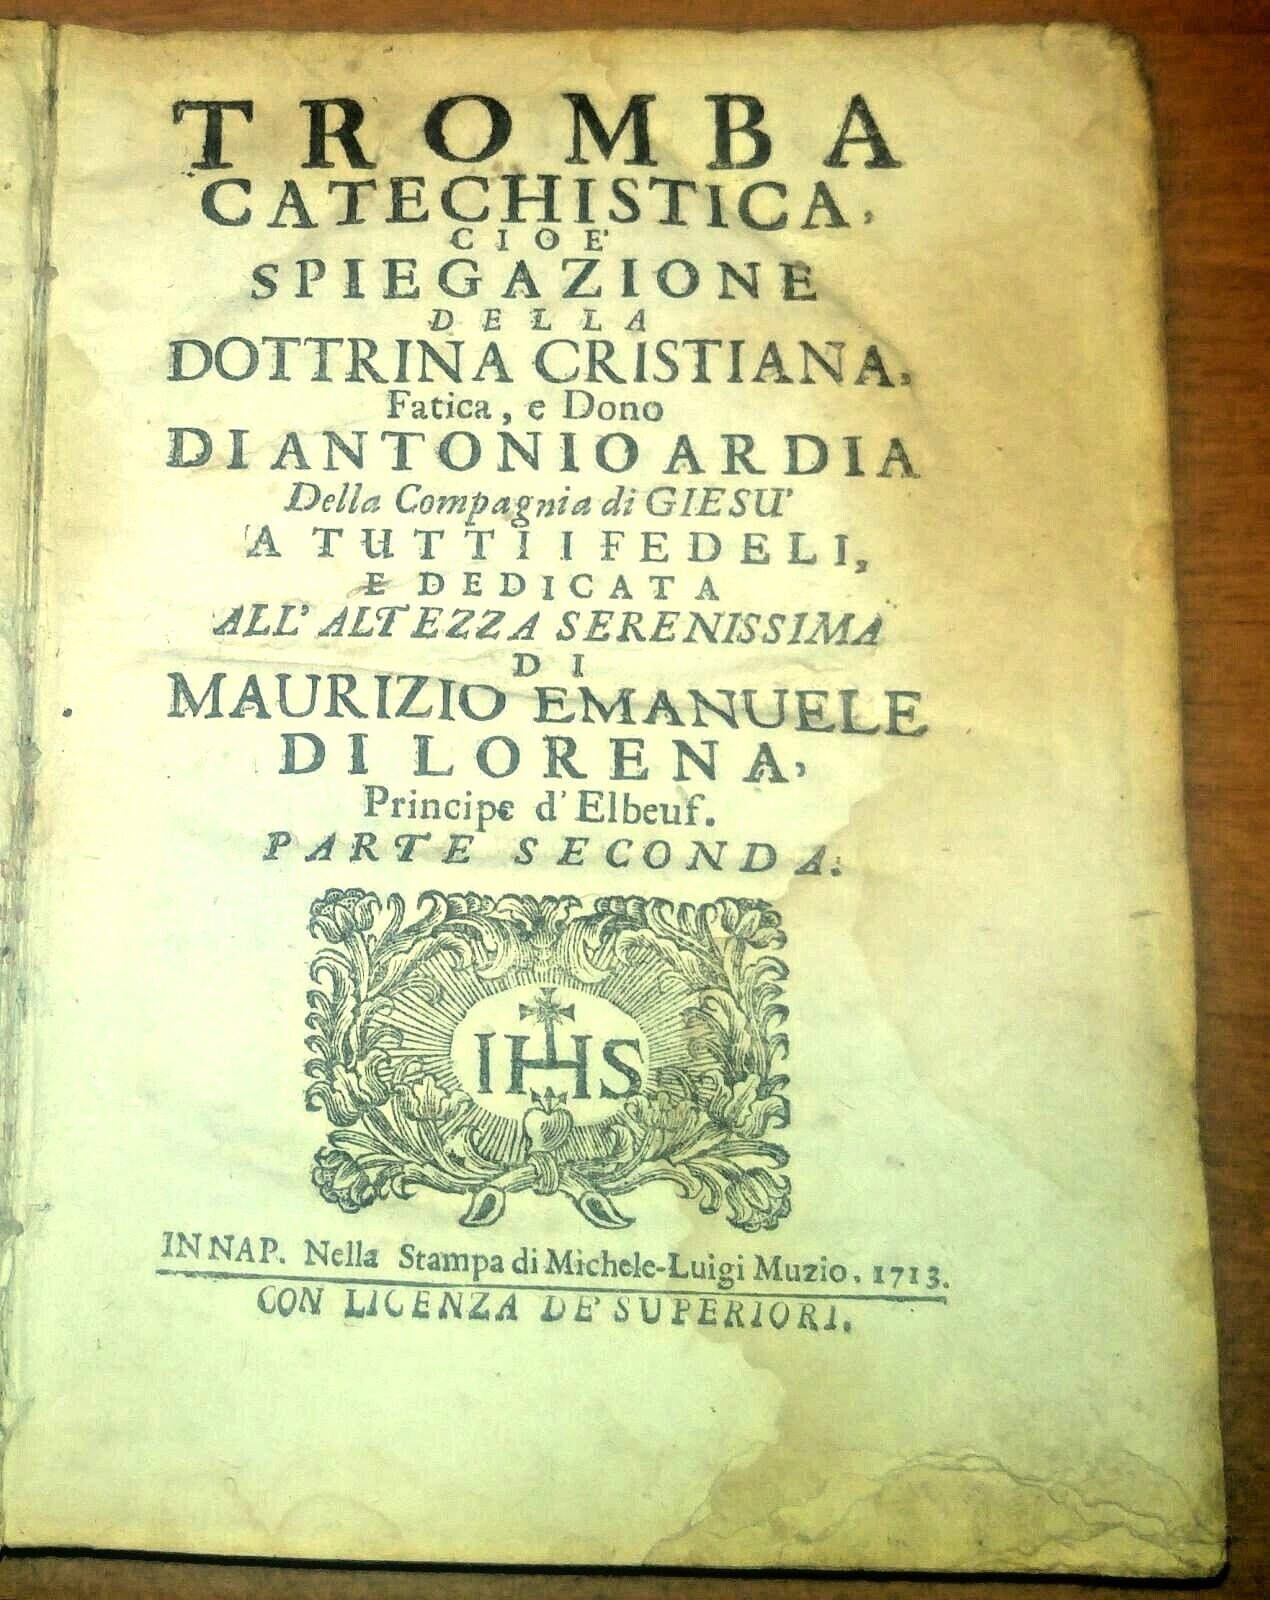 TROMBA
CATECHISTICA,
CIOE'
SPIEGAZIONE
DELLA
DOTTRINA CRISTIANA,
Fatica, e Dono
DI ANTONIO ARDIA
Della Compagnia di GIESU'
A TUTTI I FEDELI,
E DEDICATA
ALL' ALTEZZA SERENISSIMA
DI
MAURIZIO EMANUELE
DI LORENA,
Principe d' Elbeuf.
PARTE SECONDA.
IHS
IN NAP. Nella Stampa di Michele-Luigi Muzio. 1713.
CON LICENZA DE' SUPERIORI.